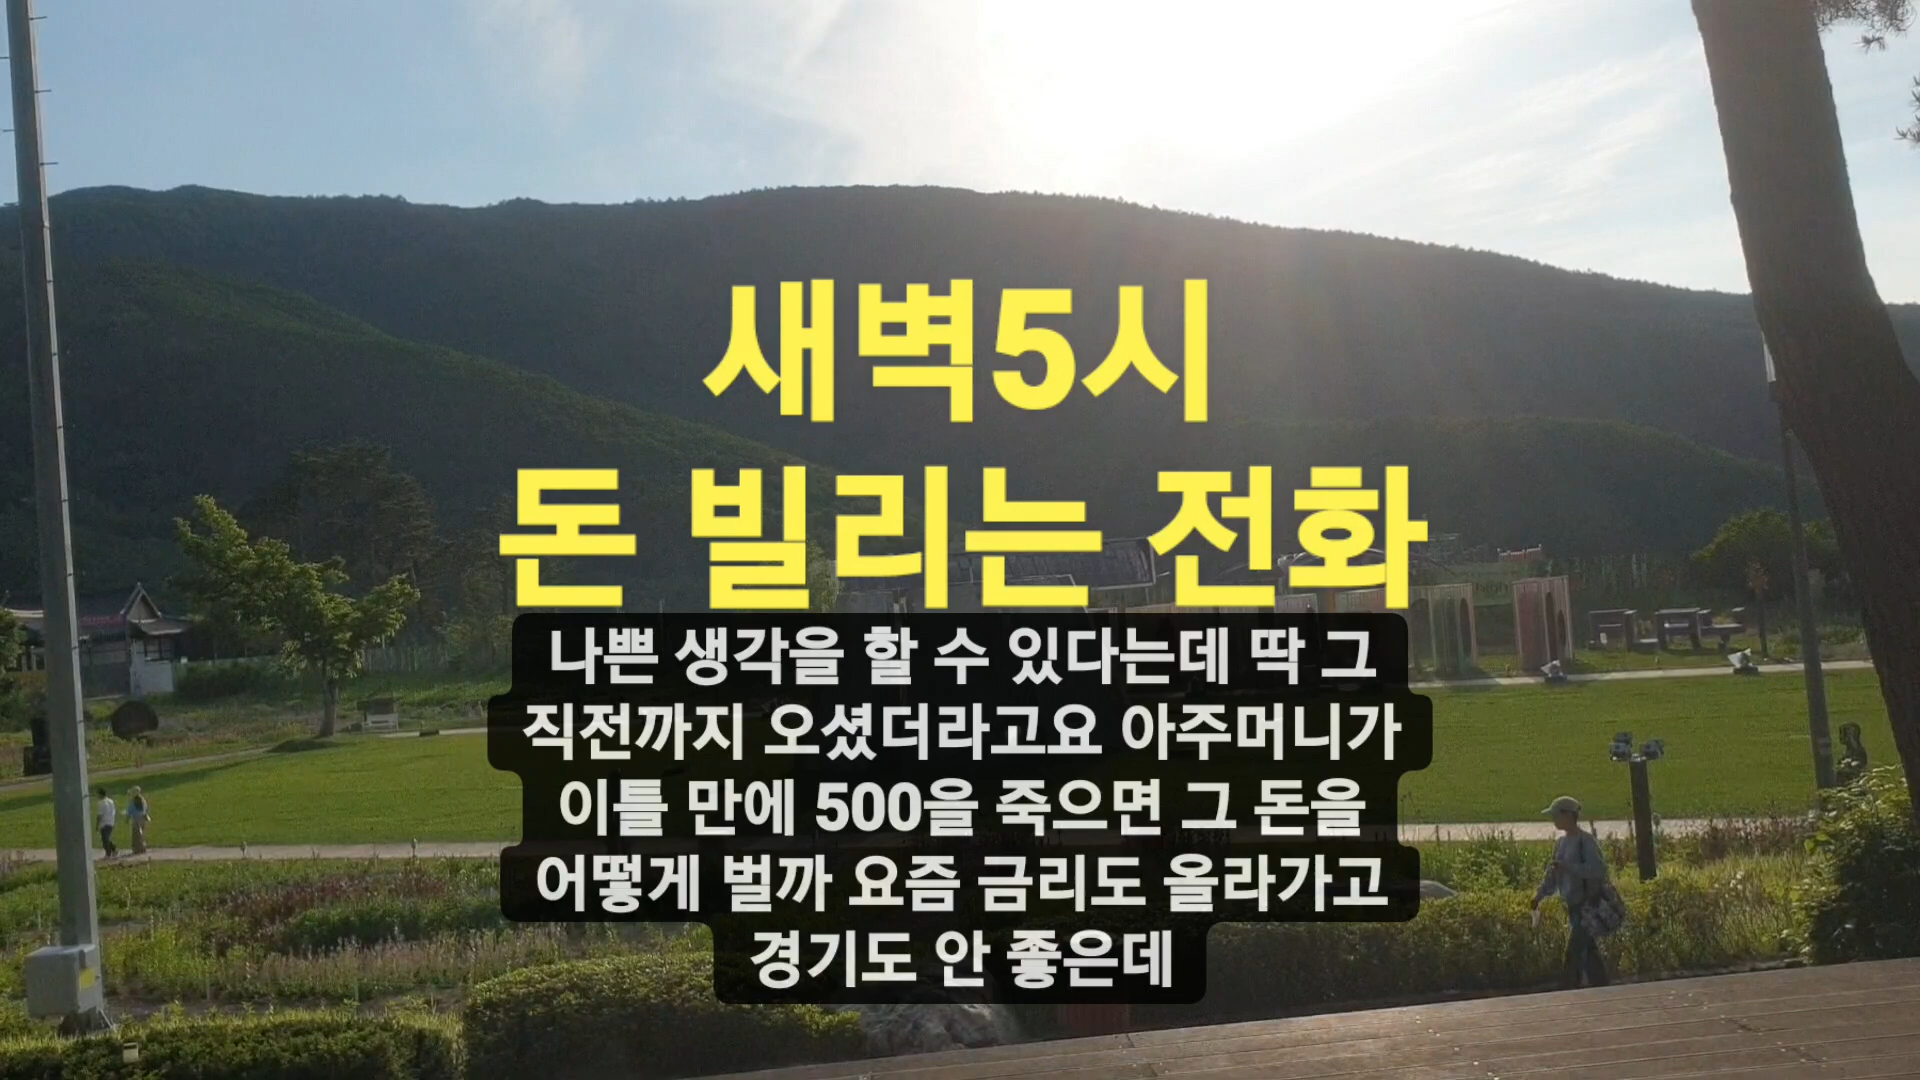 새벽5시
돈 빌리는 전화
나쁜 생각을 할 수 있다는데 딱 그
직전까지 오셨더라고요 아주머니가
이틀 만에 500을 죽으면 그 돈을
어떻게 벌까 요즘 금리도 올라가고
경기도 안 좋은데